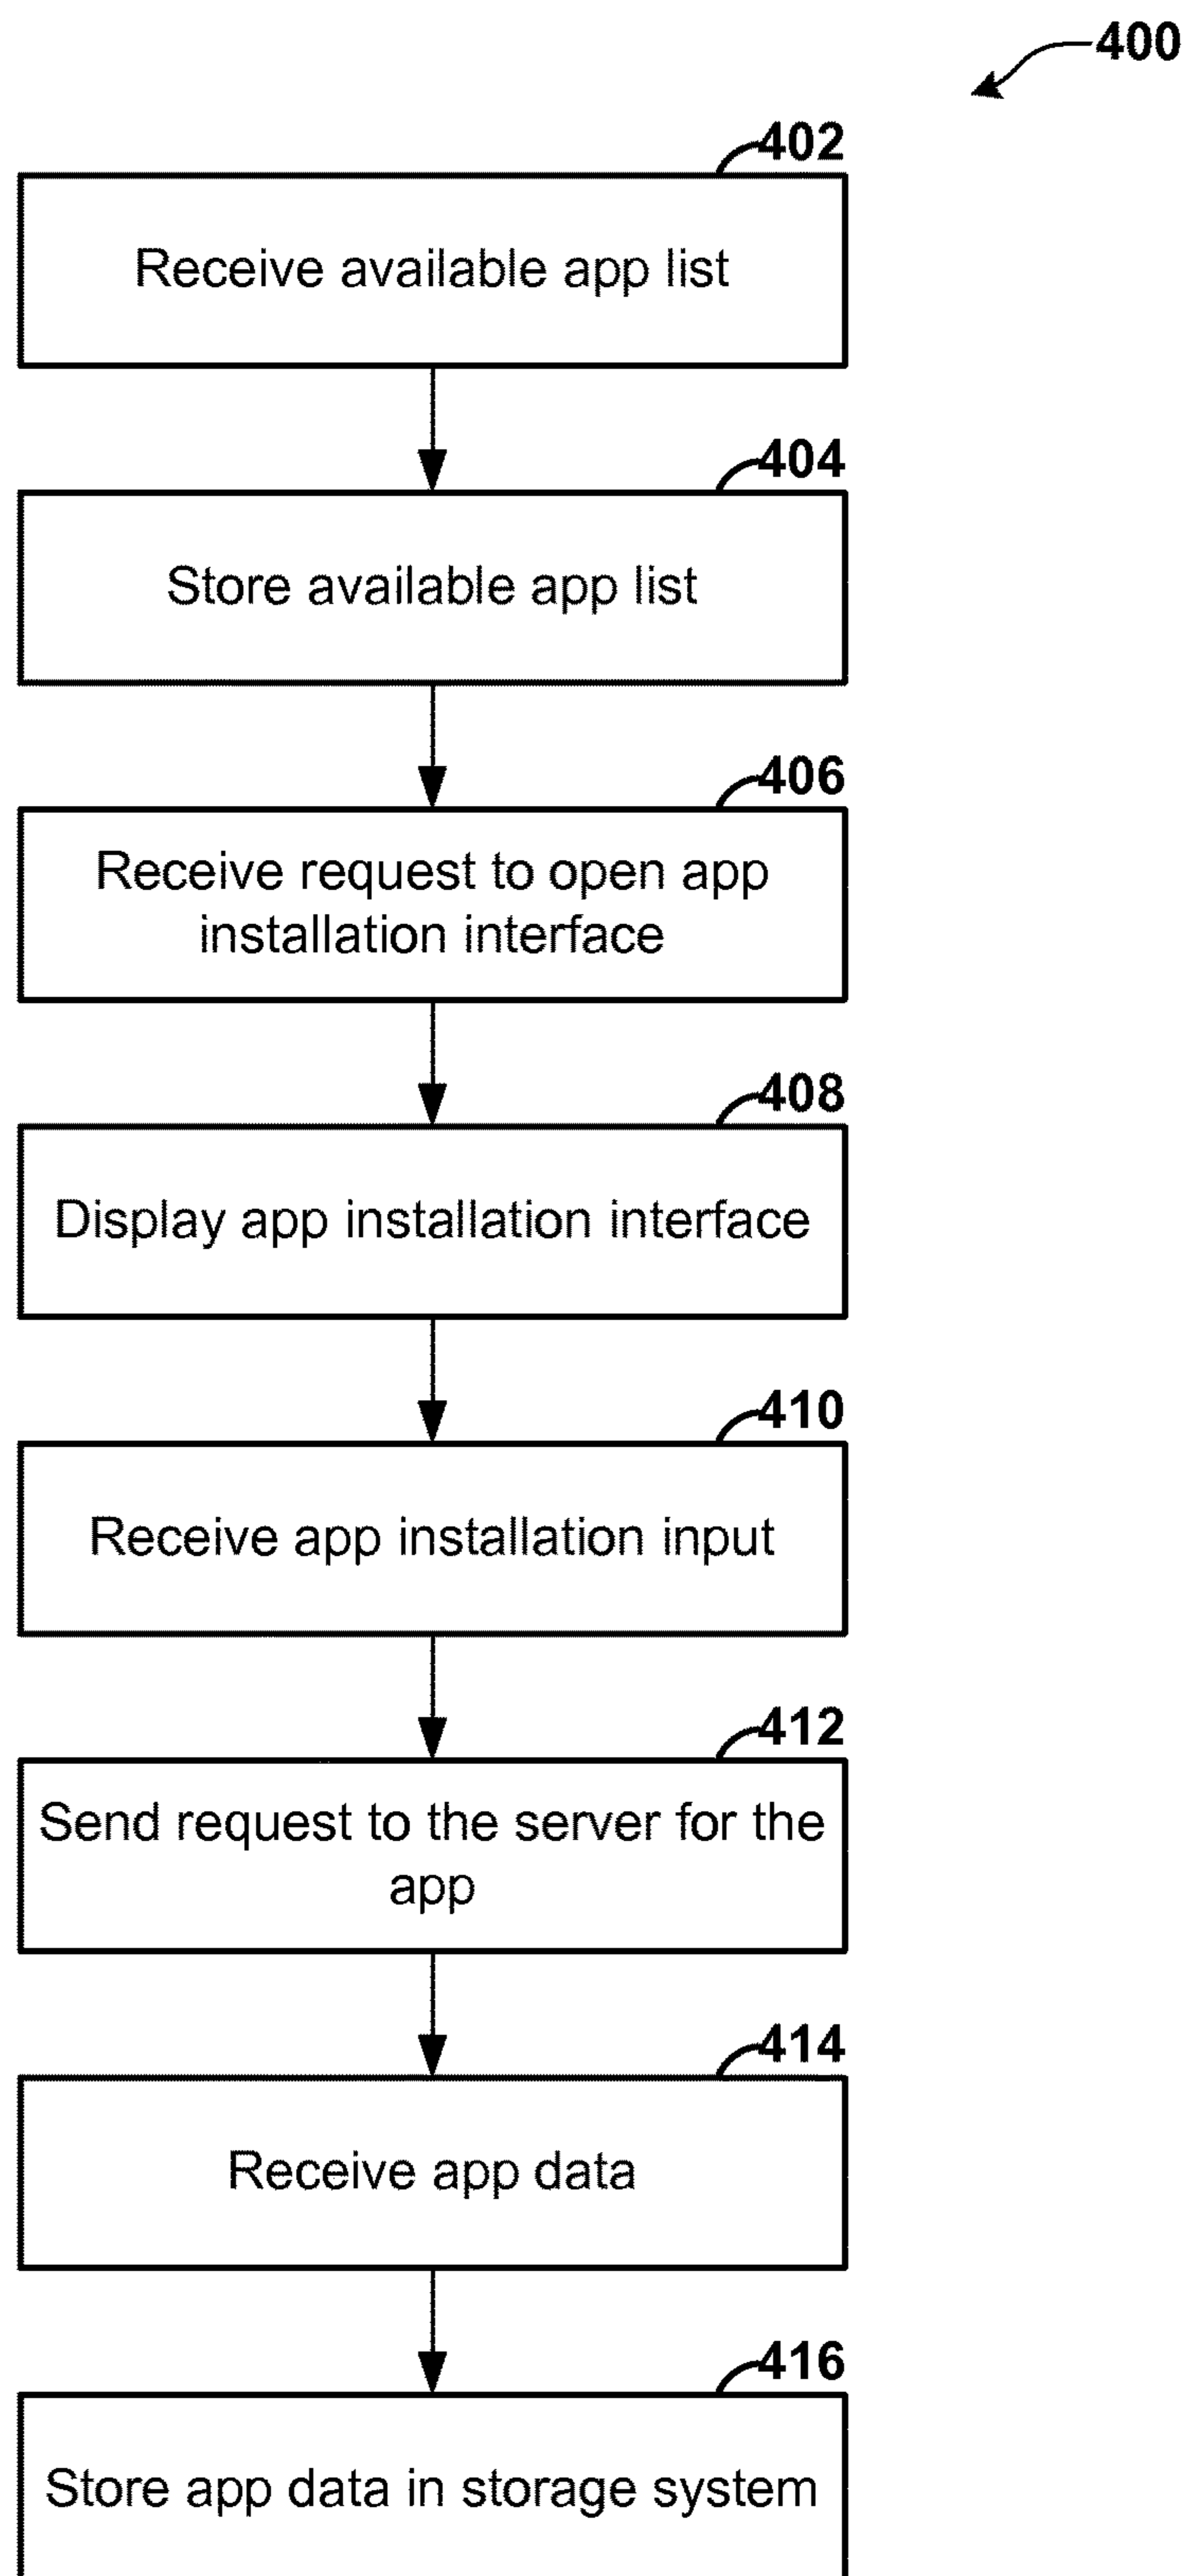 400
402
Receive available app list
404
Store available app list
406
Receive request to open app
installation interface
408
Display app installation interface
410
Receive app installation input
412
Send request to the server for the
app
414
Receive app data
416
Store app data in storage system